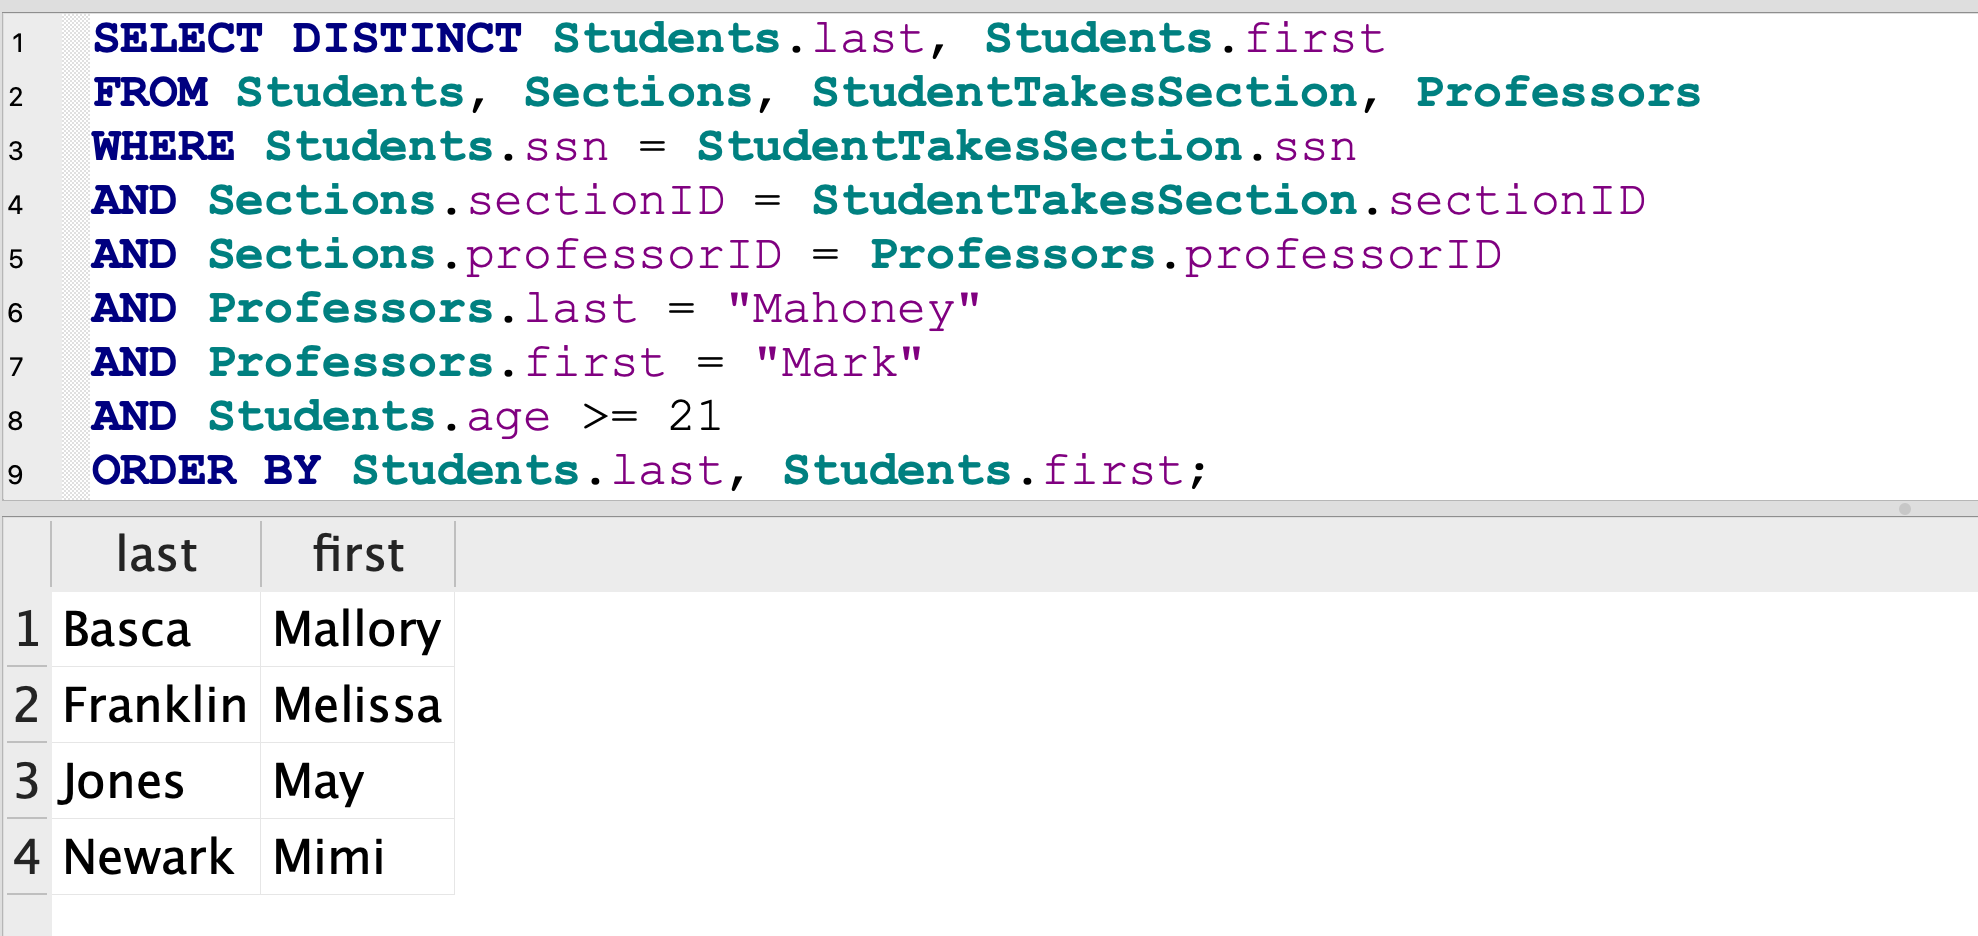 1 SELECT DISTINCT Students.last, Students.first
2 FROM Students, Sections, StudentTakesSection, Professors
3 WHERE Students.ssn = StudentTakesSection.ssn
4 AND Sections.sectionID = StudentTakesSection.sectionID
5 AND Sections.professorID = Professors.professorID
6 AND Professors.last = "Mahoney"
7 AND Professors.first = "Mark"
8 AND Students.age >= 21
9 ORDER BY Students.last, Students.first;
last first
1 Basca Mallory
2 Franklin Melissa
3 Jones May
4 Newark Mimi